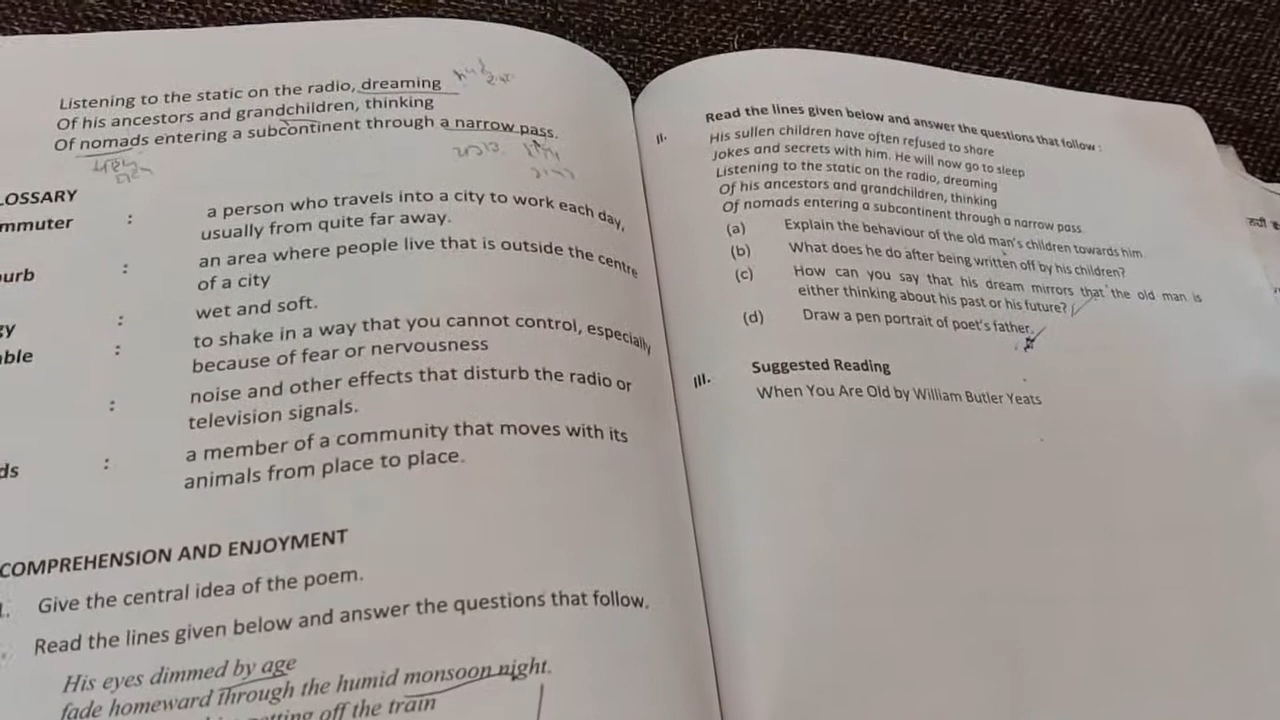 Listening to the static on the radio, dreaming
Of his ancestors and grandchildren, thinking
Of nomads entering a subcontinent through a narrow pass.
LOSSARY
mmuter : a person who travels into a city to work each day,
usually from quite far away.
urb : an area where people live that is outside the centre
of a city
gy : wet and soft.
able : to shake in a way that you cannot control, especially
because of fear or nervousness
: noise and other effects that disturb the radio or
television signals.
ds : a member of a community that moves with its
animals from place to place.
COMPREHENSION AND ENJOYMENT
Give the central idea of the poem.
Read the lines given below and answer the questions that follow.
His eyes dimmed by age
fade homeward through the humid monsoon night.
getting off the train
II. Read the lines given below and answer the questions that follow :
His sullen children have often refused to share
Jokes and secrets with him. He will now go to sleep
Listening to the static on the radio, dreaming
Of his ancestors and grandchildren, thinking
Of nomads entering a subcontinent through a narrow pass
(a) Explain the behaviour of the old man's children towards him.
(b) What does he do after being written off by his children?
(c) How can you say that his dream mirrors that the old man is
either thinking about his past or his future?
(d) Draw a pen portrait of poet's father.
III. Suggested Reading
When You Are Old by William Butler Yeats